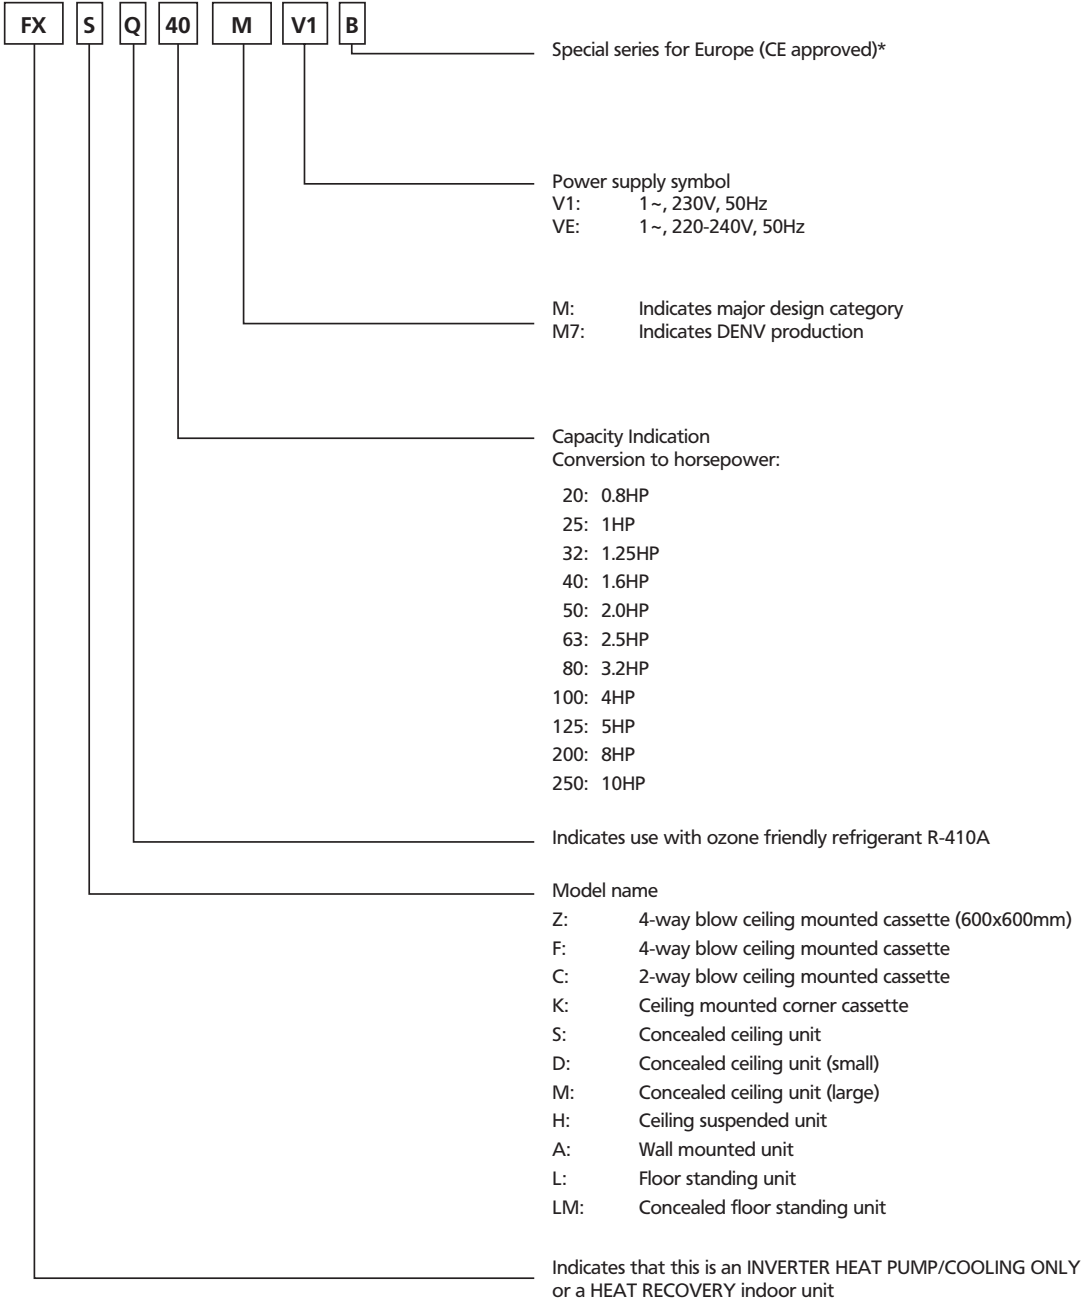 FX S Q 40 M V1 B
Special series for Europe (CE approved)*
Power supply symbol
V1: 1~, 230V, 50Hz
VE: 1~, 220-240V, 50Hz
M: Indicates major design category
M7: Indicates DENV production
Capacity Indication
Conversion to horsepower:
20: 0.8HP
25: 1HP
32: 1.25HP
40: 1.6HP
50: 2.0HP
63: 2.5HP
80: 3.2HP
100: 4HP
125: 5HP
200: 8HP
250: 10HP
Indicates use with ozone friendly refrigerant R-410A
Model name
Z: 4-way blow ceiling mounted cassette (600x600mm)
F: 4-way blow ceiling mounted cassette
C: 2-way blow ceiling mounted cassette
K: Ceiling mounted corner cassette
S: Concealed ceiling unit
D: Concealed ceiling unit (small)
M: Concealed ceiling unit (large)
H: Ceiling suspended unit
A: Wall mounted unit
L: Floor standing unit
LM: Concealed floor standing unit
Indicates that this is an INVERTER HEAT PUMP/COOLING ONLY
or a HEAT RECOVERY indoor unit